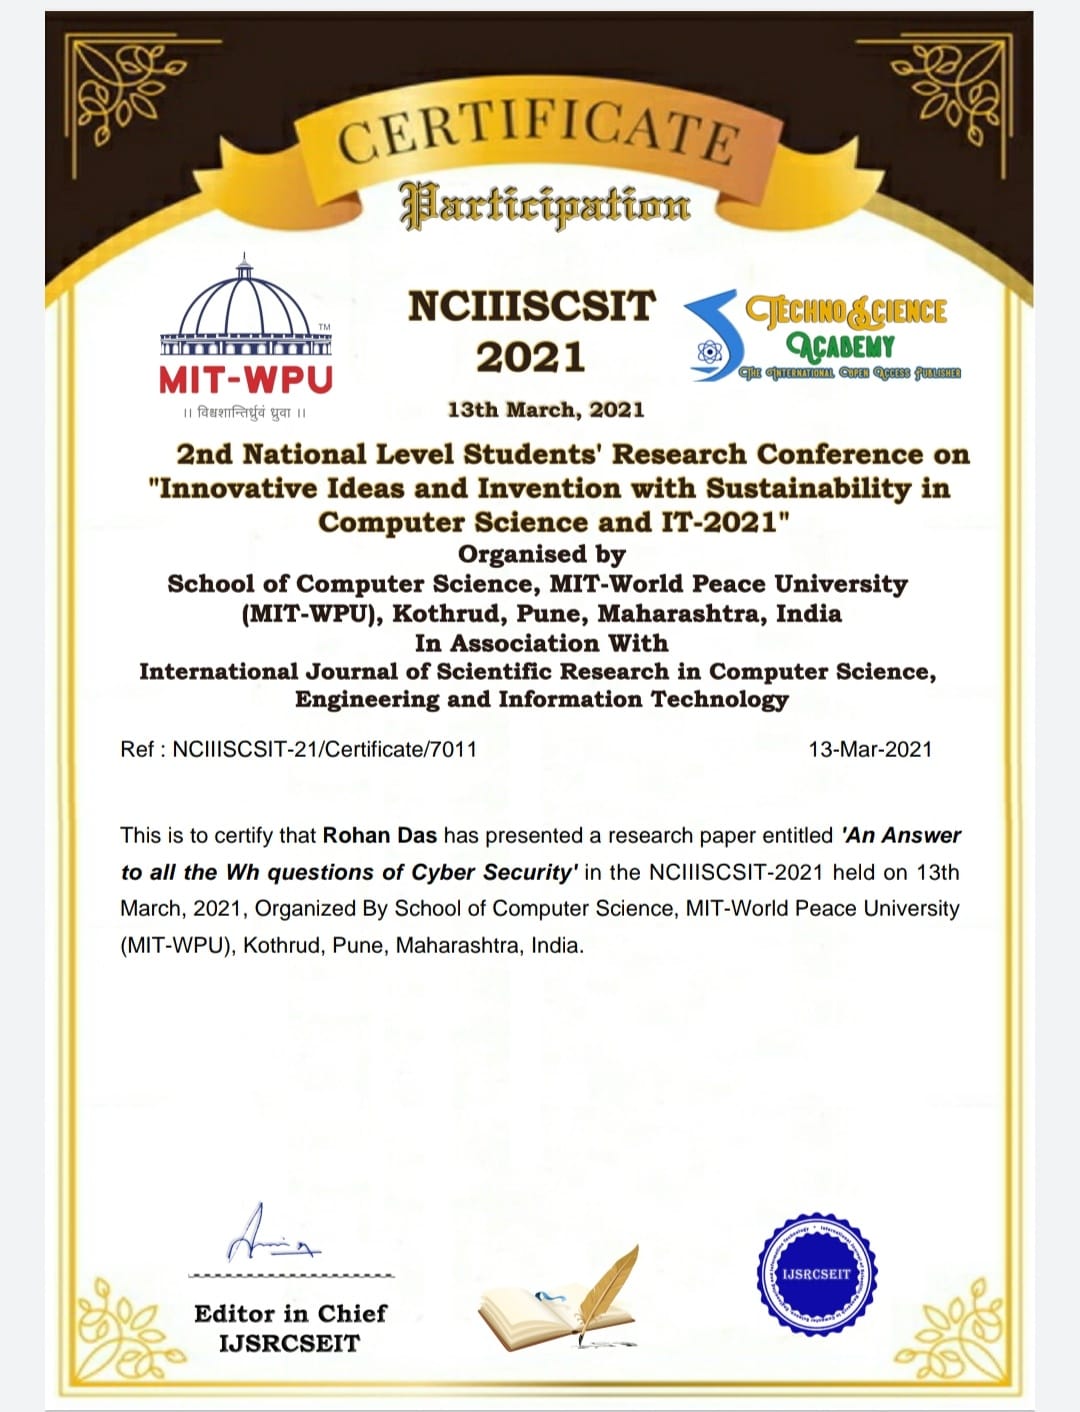 CERTIFICATE
Participation
NCIIISCSIT
2021
13th March, 2021
TM
MIT-WPU
।। विश्वशान्तिर्ध्रुवं ध्रुवा ।।
TECHNO SCIENCE
ACADEMY
THE INTERNATIONAL OPEN ACCESS PUBLISHER
2nd National Level Students' Research Conference on
"Innovative Ideas and Invention with Sustainability in
Computer Science and IT-2021"
Organised by
School of Computer Science, MIT-World Peace University
(MIT-WPU), Kothrud, Pune, Maharashtra, India
In Association With
International Journal of Scientific Research in Computer Science,
Engineering and Information Technology
Ref : NCIIISCSIT-21/Certificate/7011 13-Mar-2021
This is to certify that Rohan Das has presented a research paper entitled 'An Answer
to all the Wh questions of Cyber Security' in the NCIIISCSIT-2021 held on 13th
March, 2021, Organized By School of Computer Science, MIT-World Peace University
(MIT-WPU), Kothrud, Pune, Maharashtra, India.
Editor in Chief
IJSRCSEIT
IJSRCSEIT